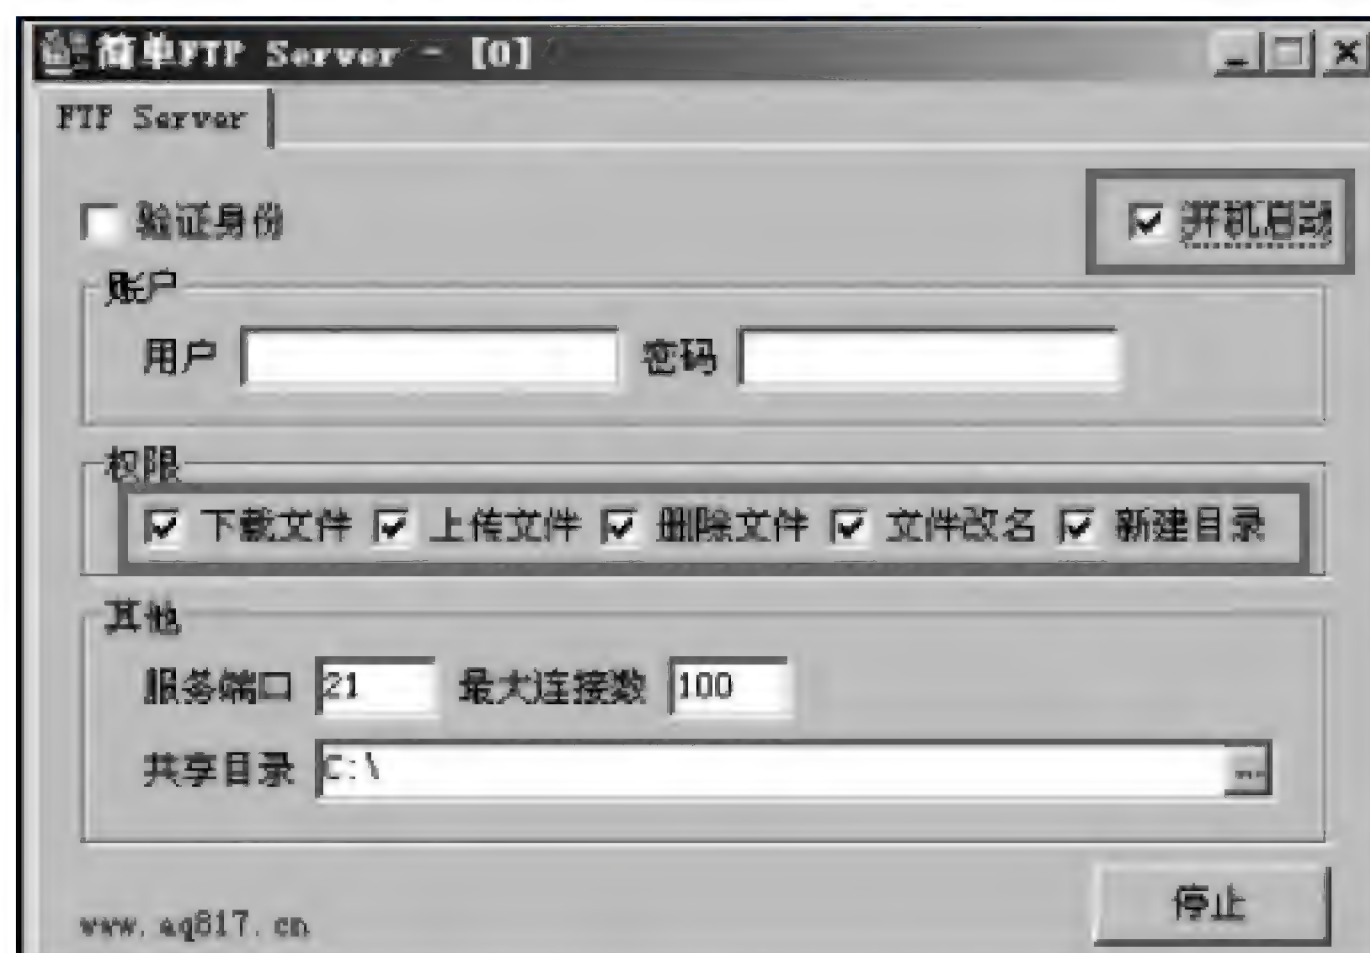 简单FTP Server - [0]
FTP Server
验证身份 开机启动
账户
用户 密码
权限
下载文件 上传文件 删除文件 文件改名 新建目录
其他
服务端口 21 最大连接数 100
共享目录 C:\ ...
www.aq817.cn 停止